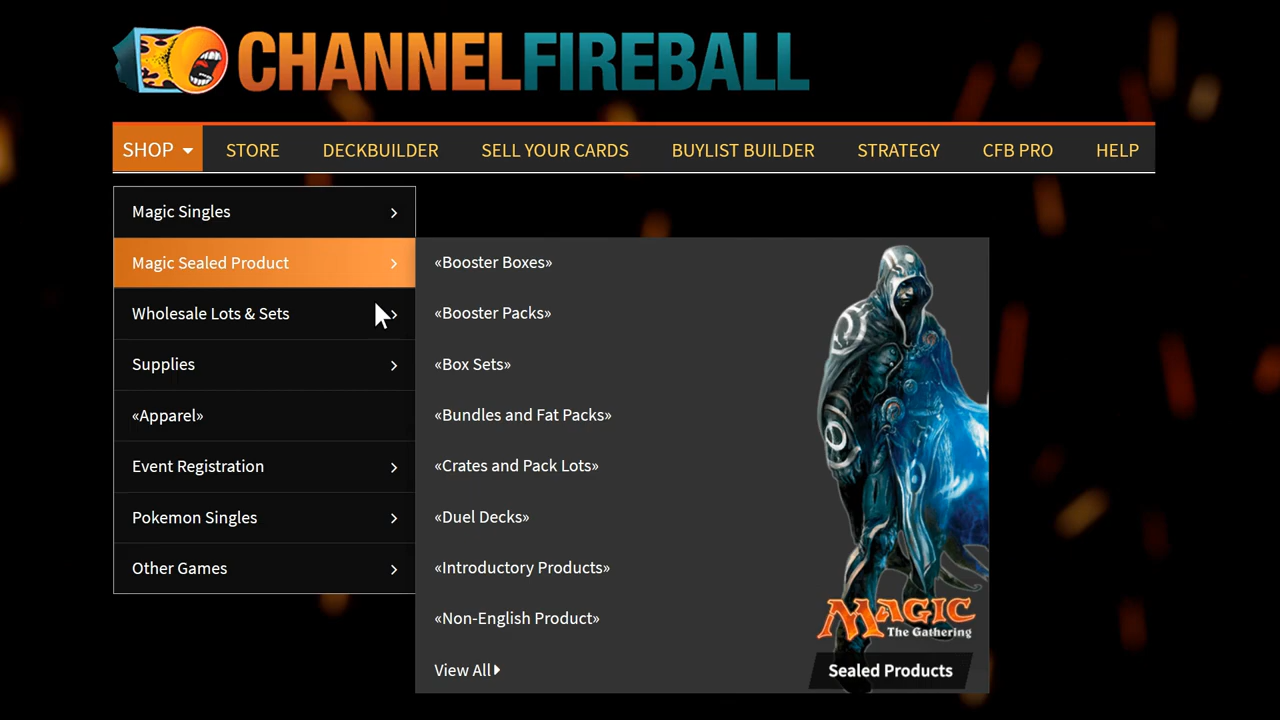 CHANNELFIREBALL
SHOP
STORE
DECKBUILDER
SELL YOUR CARDS
BUYLIST BUILDER
STRATEGY
CFB PRO
HELP
Magic Singles
Magic Sealed Product
Wholesale Lots & Sets
Supplies
«Apparel»
Event Registration
Pokemon Singles
Other Games
«Booster Boxes»
«Booster Packs»
«Box Sets»
«Bundles and Fat Packs»
«Crates and Pack Lots»
«Duel Decks»
«Introductory Products»
«Non-English Product»
View All
MAGIC
The Gathering
Sealed Products